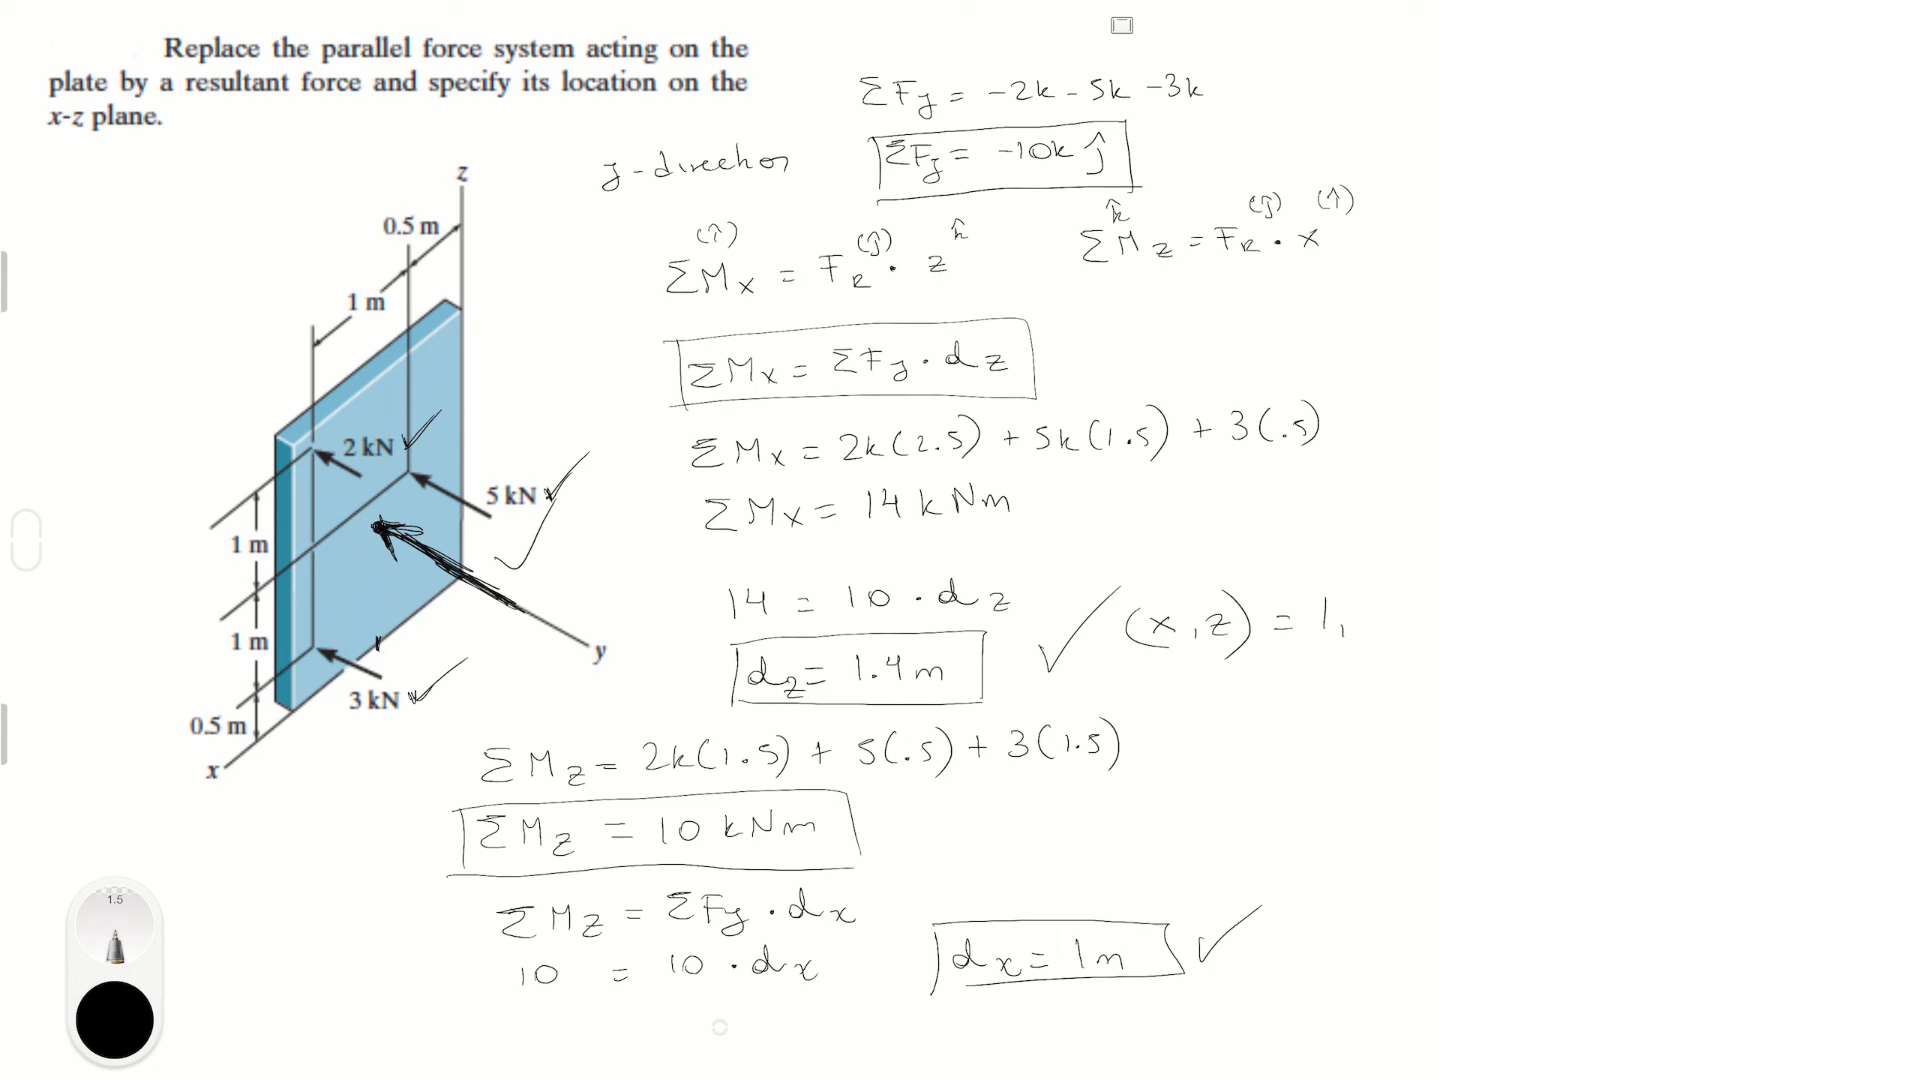 Replace the parallel force system acting on the
plate by a resultant force and specify its location on the
x-z plane.
ΣFy = -2k - 5k - 3k
y-direction
ΣFy = -10k ĵ
z
0.5 m
1 m
2 kN
5 kN
1 m
1 m
y
3 kN
0.5 m
x
(î) (ĵ) k̂
ΣMx = FR · z
k̂ (ĵ) (î)
ΣMz = FR · x
ΣMx = ΣFy · dz
ΣMx = 2k(2.5) + 5k(1.5) + 3(.5)
ΣMx = 14 kNm
14 = 10 · dz
dz = 1.4m
(x,z) = 1,
ΣMz = 2k(1.5) + 5(.5) + 3(1.5)
ΣMz = 10 kNm
ΣMz = ΣFy · dx
10 = 10 · dx
dx = 1m
1.5